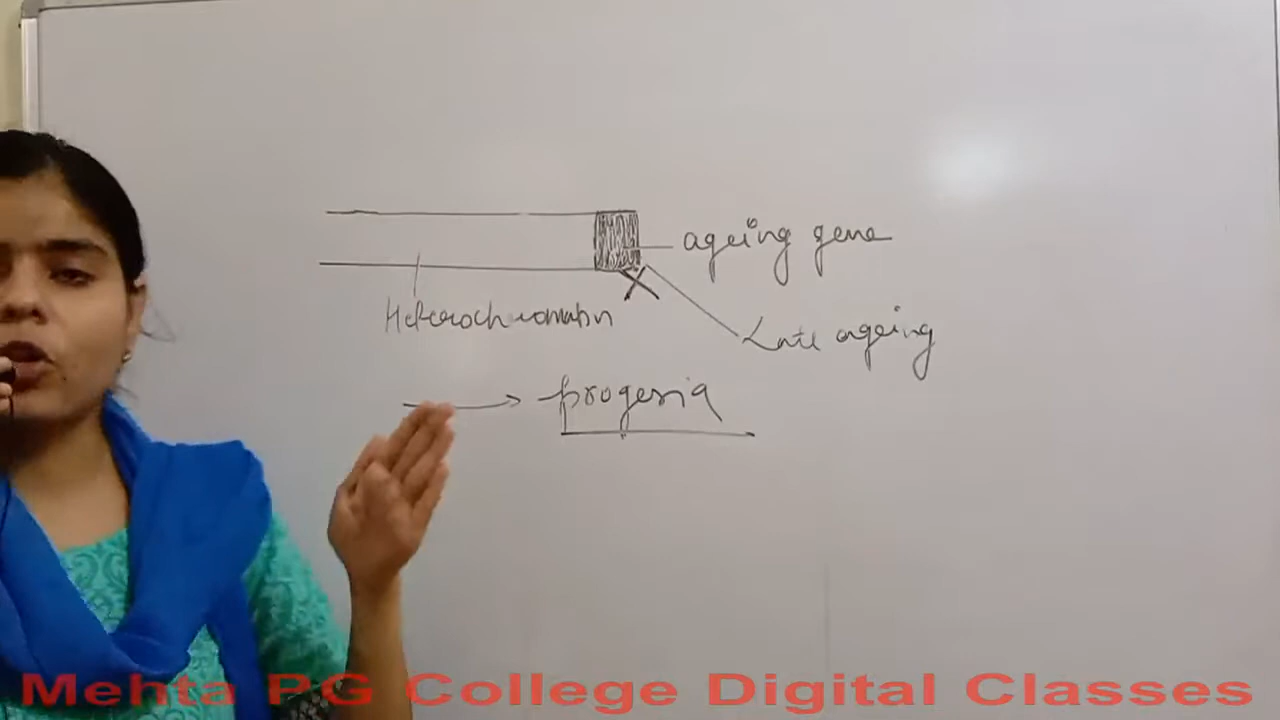 ageing gene
Heterochromatin
Late ageing
progeria
Mehta PG College Digital Classes